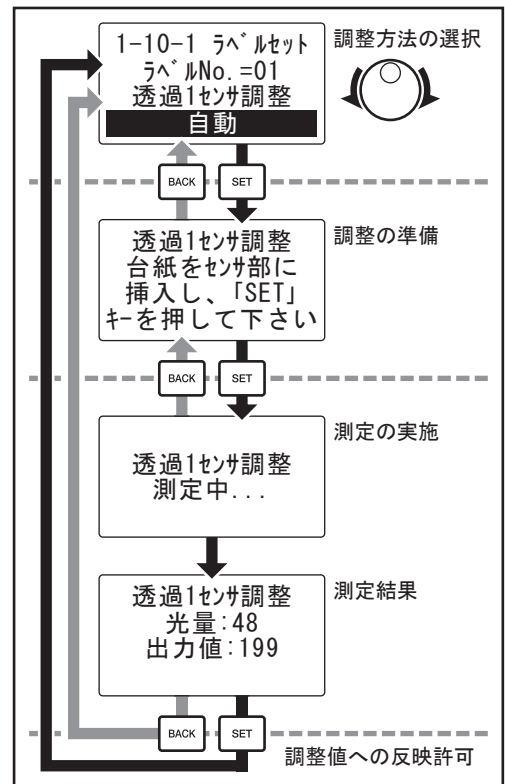 1-10-1 ﾗﾍﾞﾙｾｯﾄ
ﾗﾍﾞﾙNo.=01
透過1ｾﾝｻ調整
自動
調整方法の選択
BACK
SET
透過1ｾﾝｻ調整
台紙をｾﾝｻ部に
挿入し、「SET」
ｷｰを押して下さい
調整の準備
BACK
SET
透過1ｾﾝｻ調整
測定中...
測定の実施
透過1ｾﾝｻ調整
光量:48
出力値:199
測定結果
BACK
SET
調整値への反映許可